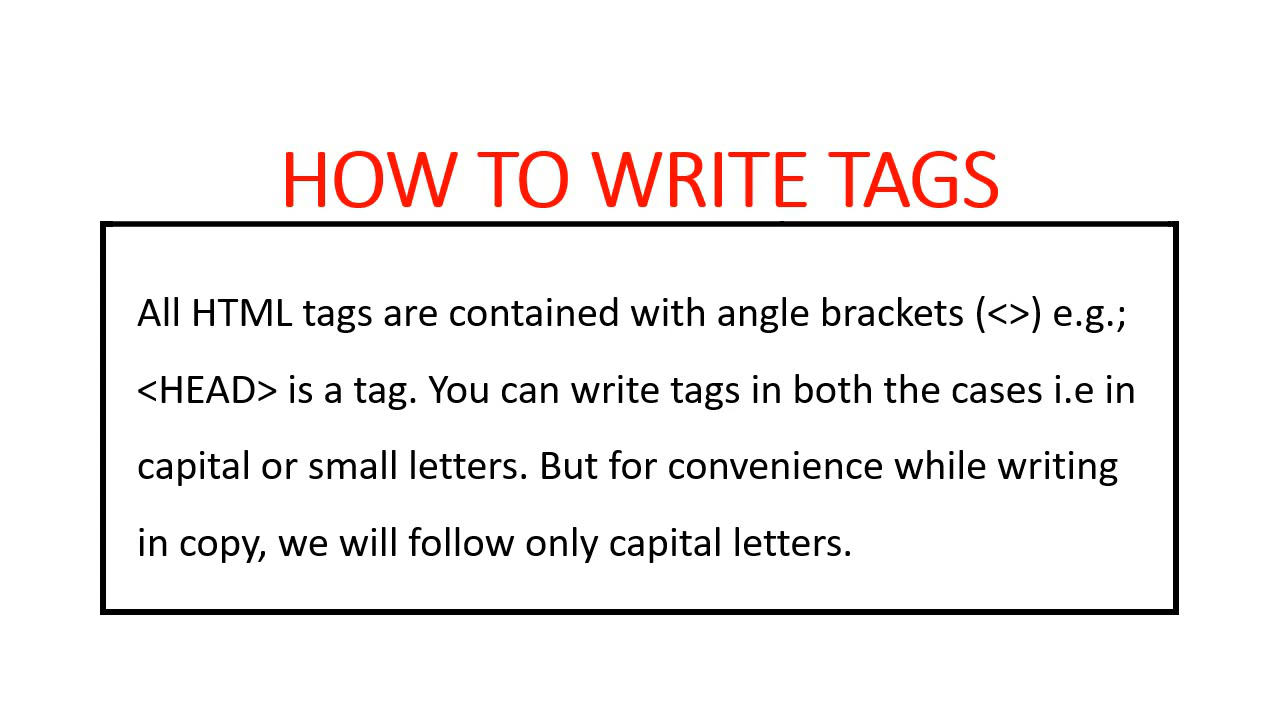 HOW TO WRITE TAGS
All HTML tags are contained with angle brackets (<>) e.g.;
<HEAD> is a tag. You can write tags in both the cases i.e in
capital or small letters. But for convenience while writing
in copy, we will follow only capital letters.